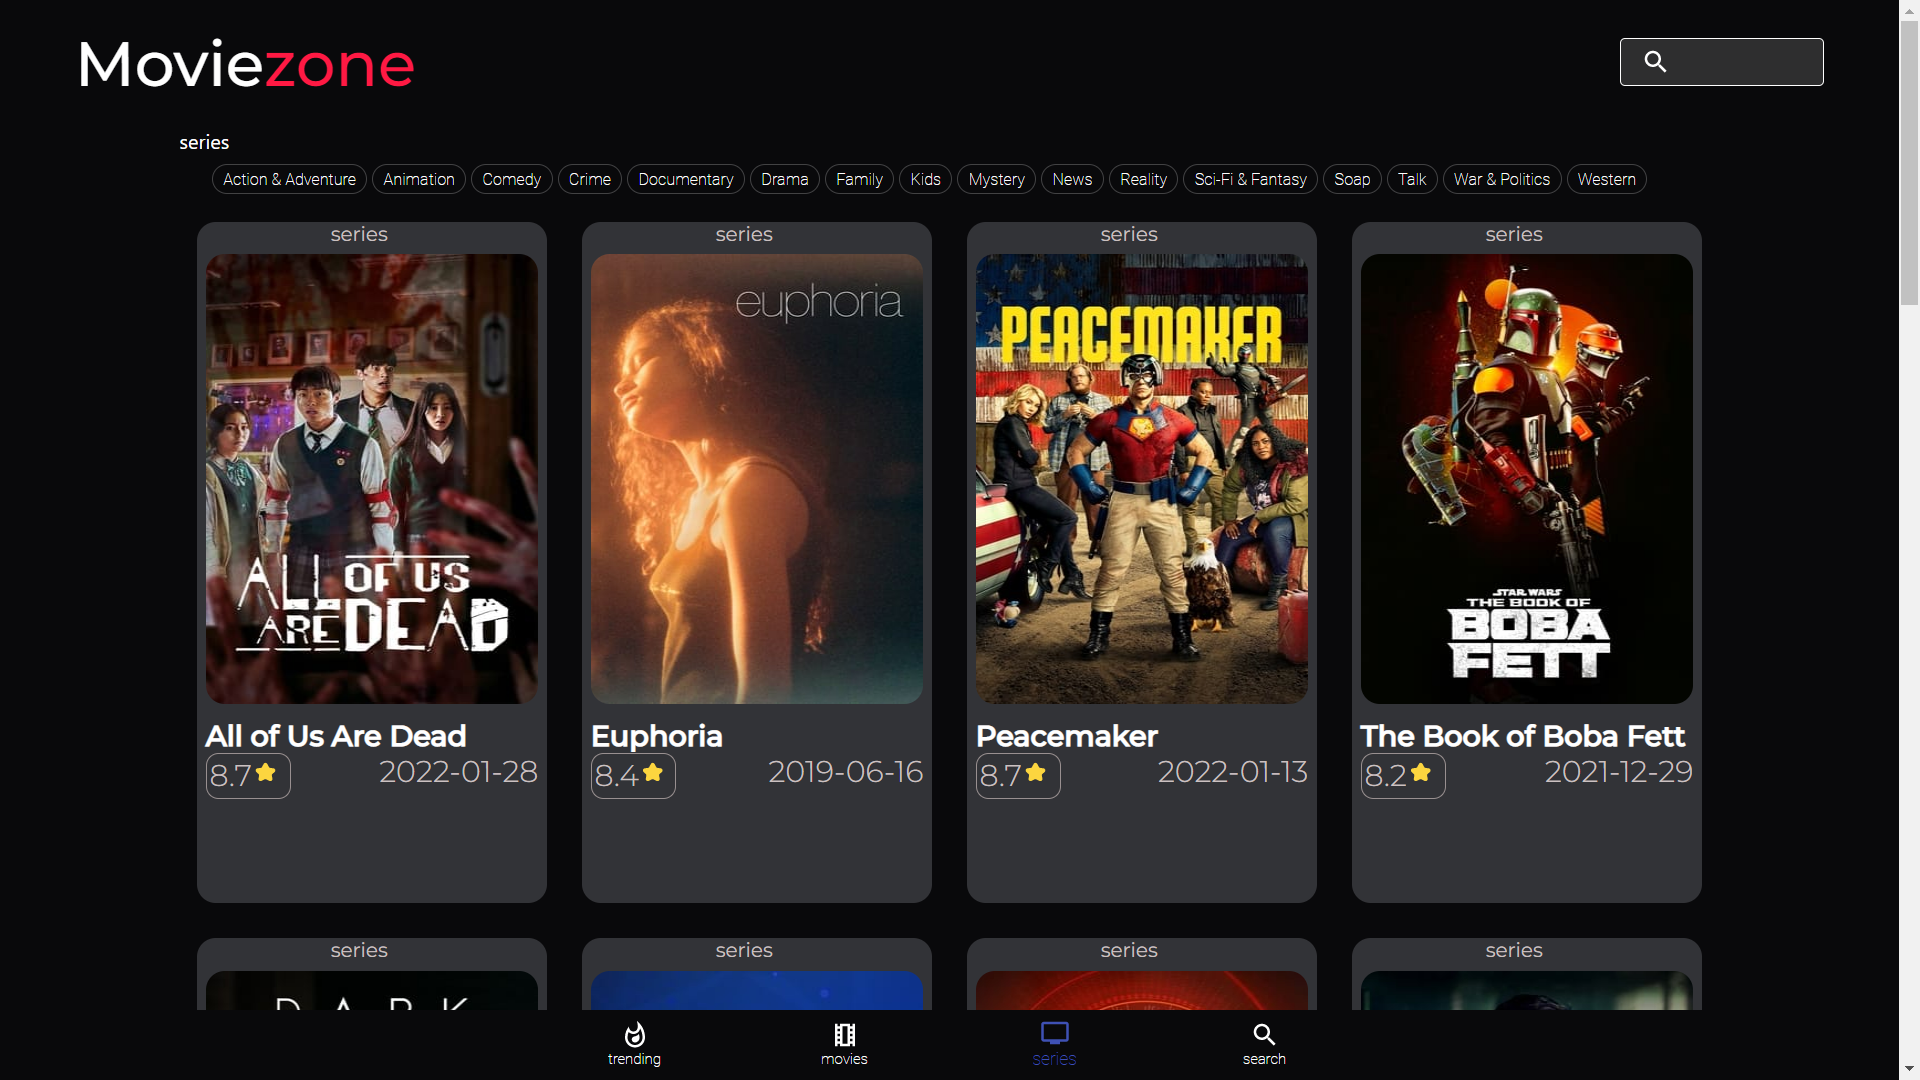 Moviezone
series
Action & Adventure Animation Comedy Crime Documentary Drama Family Kids Mystery News Reality Sci-Fi & Fantasy Soap Talk War & Politics Western
series series series series
ALL OF US
ARE DEAD
euphoria
PEACEMAKER
STAR WARS
THE BOOK OF
BOBA
FETT
All of Us Are Dead Euphoria Peacemaker The Book of Boba Fett
8.7 2022-01-28 8.4 2019-06-16 8.7 2022-01-13 8.2 2021-12-29
series series series series
DARK
trending movies series search